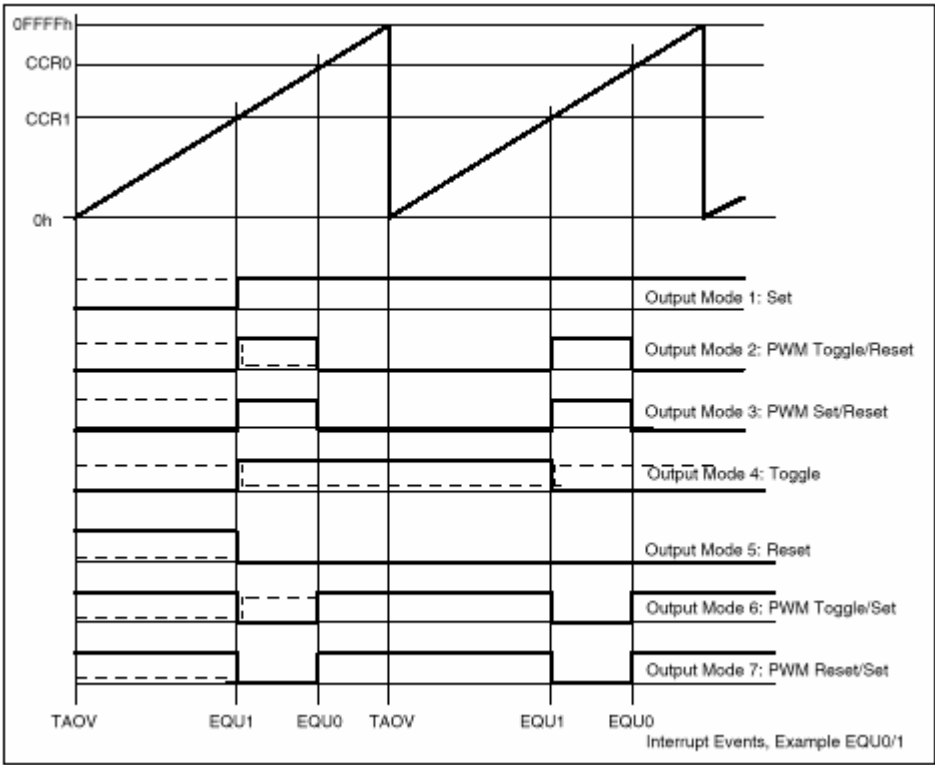 0FFFFh
CCR0
CCR1
0h
Output Mode 1: Set
Output Mode 2: PWM Toggle/Reset
Output Mode 3: PWM Set/Reset
Output Mode 4: Toggle
Output Mode 5: Reset
Output Mode 6: PWM Toggle/Set
Output Mode 7: PWM Reset/Set
TAOV EQU1 EQU0 TAOV EQU1 EQU0
Interrupt Events, Example EQU0/1